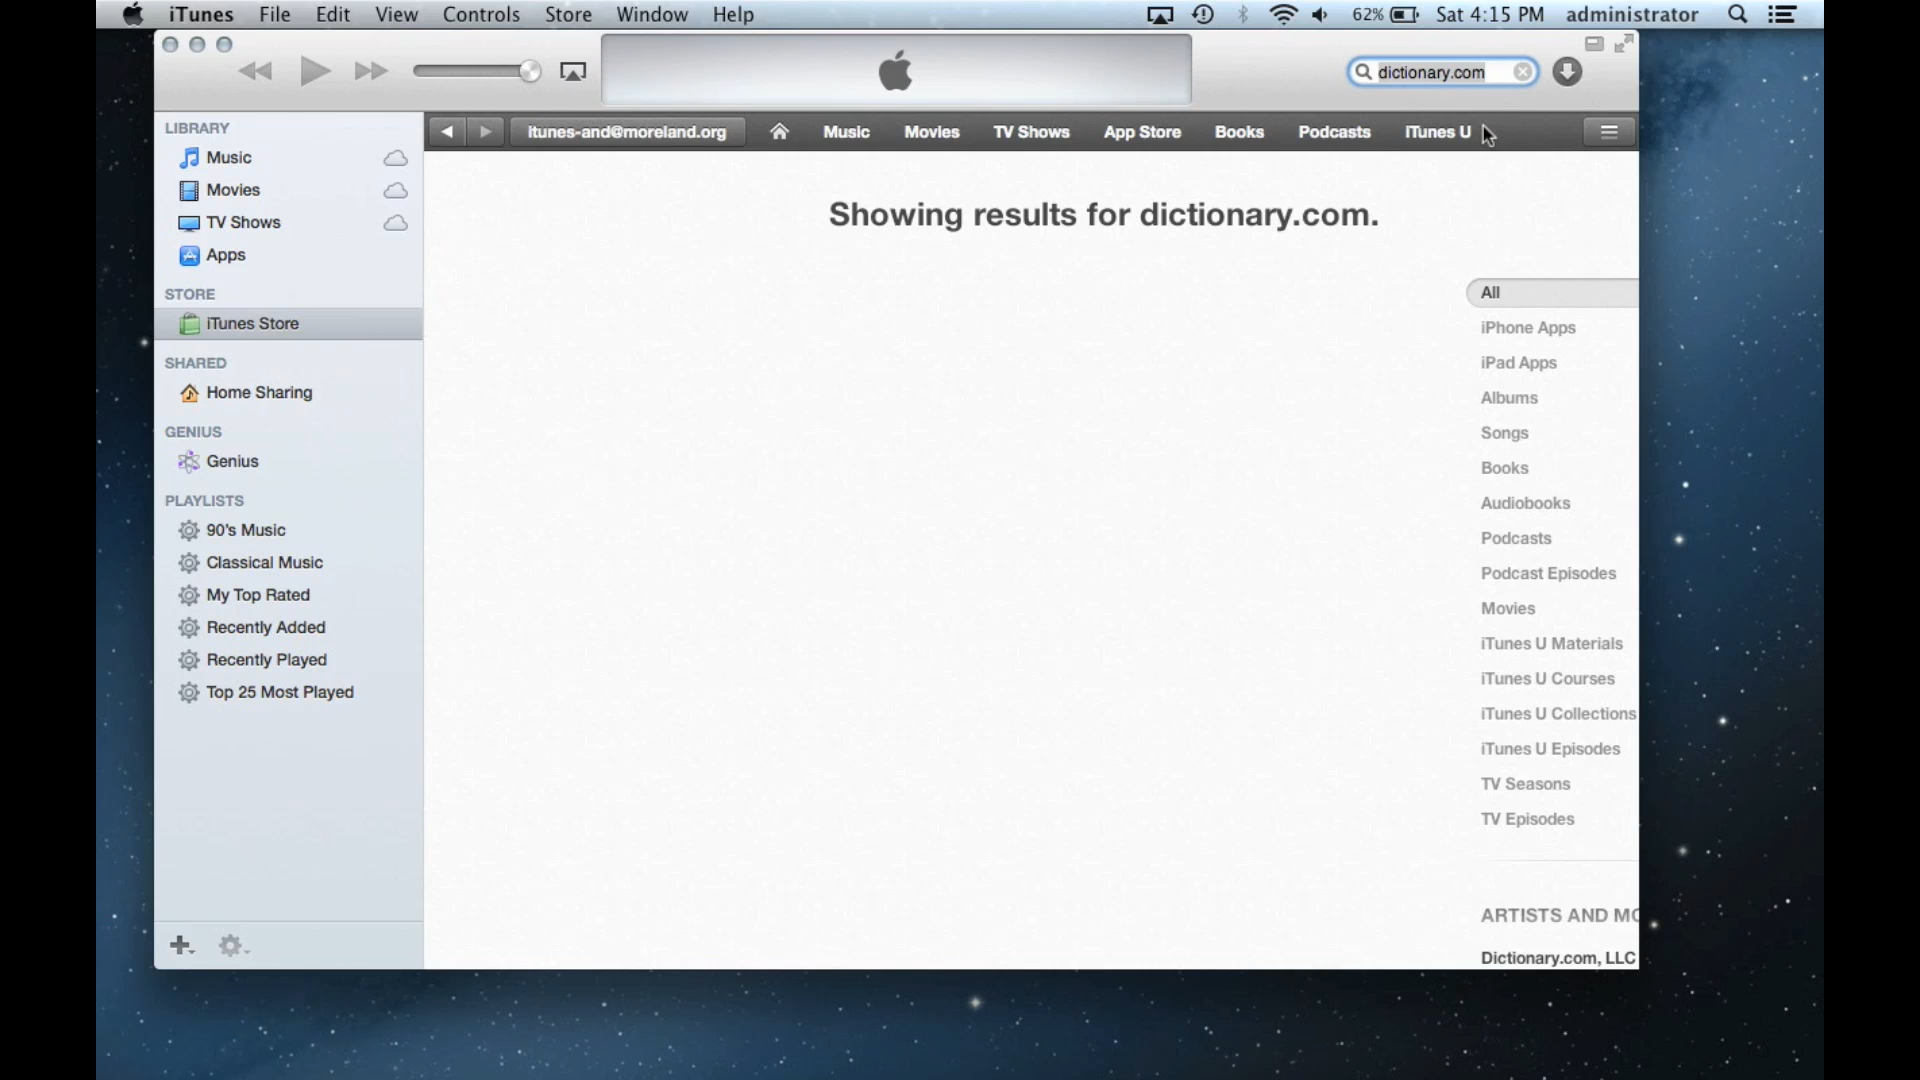 iTunes File Edit View Controls Store Window Help 62% Sat 4:15 PM administrator
dictionary.com
itunes-and@moreland.org Music Movies TV Shows App Store Books Podcasts iTunes U
LIBRARY
Music
Movies
TV Shows
Apps
STORE
iTunes Store
SHARED
Home Sharing
GENIUS
Genius
PLAYLISTS
90's Music
Classical Music
My Top Rated
Recently Added
Recently Played
Top 25 Most Played
Showing results for dictionary.com.
All
iPhone Apps
iPad Apps
Albums
Songs
Books
Audiobooks
Podcasts
Podcast Episodes
Movies
iTunes U Materials
iTunes U Courses
iTunes U Collections
iTunes U Episodes
TV Seasons
TV Episodes
ARTISTS AND MO
Dictionary.com, LLC